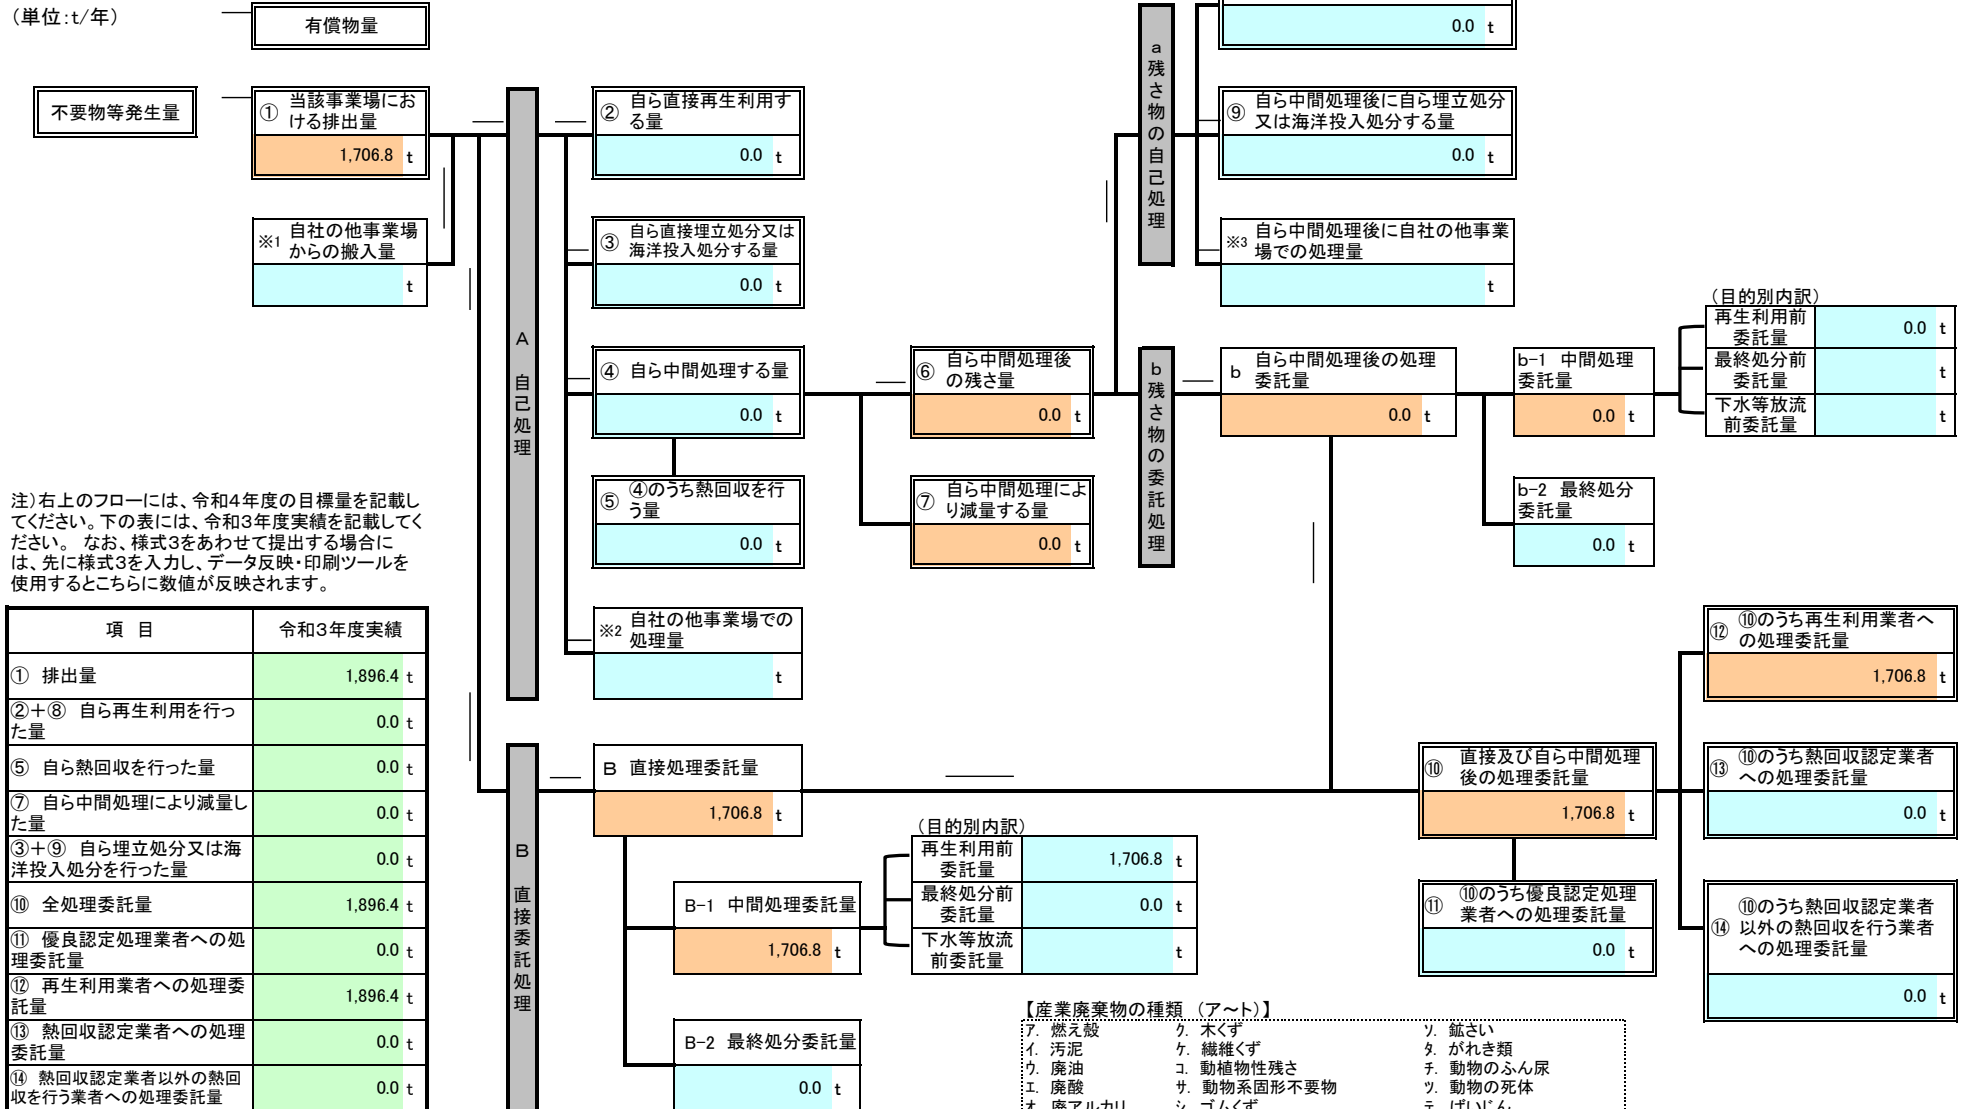 （単位：t/年）
有償物量
0.0 t
不要物等発生量
① 当該事業場にお
ける排出量
1,706.8 t
② 自ら直接再生利用す
る量
0.0 t
a
残
さ
物
の
自
己
処
理
⑨ 自ら中間処理後に自ら埋立処分
又は海洋投入処分する量
0.0 t
※1 自社の他事業場
からの搬入量
t
③ 自ら直接埋立処分又は
海洋投入処分する量
0.0 t
※3 自ら中間処理後に自社の他事業
場での処理量
t
A
自
己
処
理
④ 自ら中間処理する量
0.0 t
⑥ 自ら中間処理後
の残さ量
0.0 t
b
残
さ
物
の
委
託
処
理
b 自ら中間処理後の処理
委託量
0.0 t
b-1 中間処理
委託量
0.0 t
（目的別内訳）
再生利用前
委託量
0.0 t
最終処分前
委託量
t
下水等放流
前委託量
t
⑤ ④のうち熱回収を行
う量
0.0 t
⑦ 自ら中間処理によ
り減量する量
0.0 t
b-2 最終処分
委託量
0.0 t
注）右上のフローには、令和４年度の目標量を記載し
てください。下の表には、令和３年度実績を記載してく
ださい。 なお、様式３をあわせて提出する場合に
は、先に様式３を入力し、データ反映・印刷ツールを
使用するとこちらに数値が反映されます。
※2 自社の他事業場での
処理量
t
項 目 令和３年度実績
① 排出量 1,896.4 t
②＋⑧ 自ら再生利用を行っ
た量 0.0 t
⑤ 自ら熱回収を行った量 0.0 t
⑦ 自ら中間処理により減量し
た量 0.0 t
③＋⑨ 自ら埋立処分又は海
洋投入処分を行った量 0.0 t
⑩ 全処理委託量 1,896.4 t
⑪ 優良認定処理業者への処
理委託量 0.0 t
⑫ 再生利用業者への処理委
託量 1,896.4 t
⑬ 熱回収認定業者への処理
委託量 0.0 t
⑭ 熱回収認定業者以外の熱回
収を行う業者への処理委託量 0.0 t
B
直
接
委
託
処
理
B 直接処理委託量
1,706.8 t
B-1 中間処理委託量
1,706.8 t
（目的別内訳）
再生利用前
委託量
1,706.8 t
最終処分前
委託量
0.0 t
下水等放流
前委託量
t
B-2 最終処分委託量
0.0 t
⑩ 直接及び自ら中間処理
後の処理委託量
1,706.8 t
⑪ ⑩のうち優良認定処理
業者への処理委託量
0.0 t
⑫ ⑩のうち再生利用業者へ
の処理委託量
1,706.8 t
⑬ ⑩のうち熱回収認定業者
への処理委託量
0.0 t
⑭ ⑩のうち熱回収認定業者
以外の熱回収を行う業者
への処理委託量
0.0 t
【産業廃棄物の種類 （ア～ト）】
ア. 燃え殻 ク. 木くず ソ. 鉱さい
イ. 汚泥 ケ. 繊維くず タ. がれき類
ウ. 廃油 コ. 動植物性残さ チ. 動物のふん尿
エ. 廃酸 サ. 動物系固形不要物 ツ. 動物の死体
オ. 廃アルカリ シ. ゴムくず テ. ばいじん